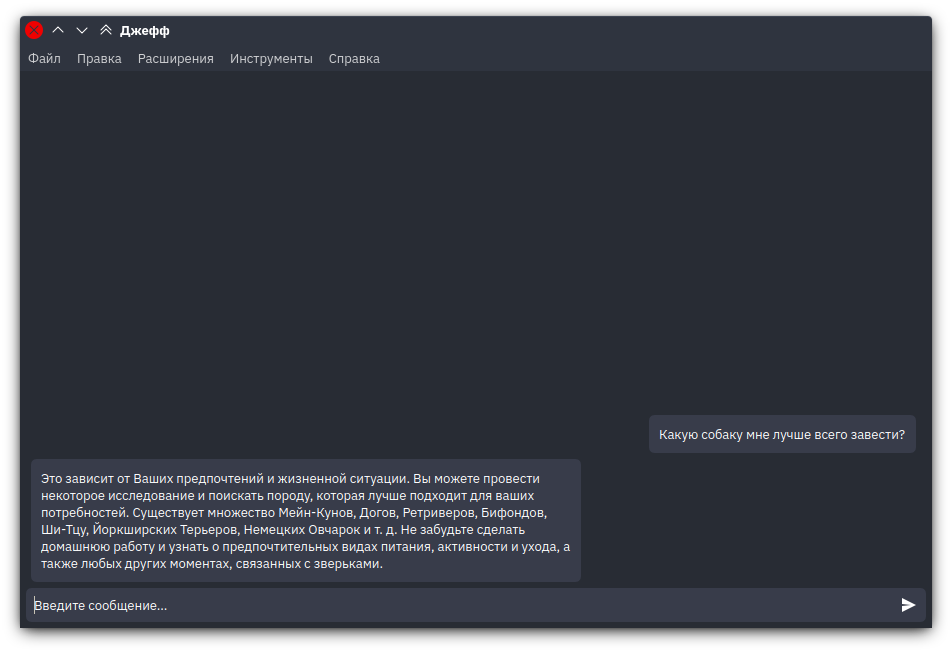 Джефф
Файл Правка Расширения Инструменты Справка
Какую собаку мне лучше всего завести?
Это зависит от Ваших предпочтений и жизненной ситуации. Вы можете провести
некоторое исследование и поискать породу, которая лучше подходит для ваших
потребностей. Существует множество Мейн-Кунов, Догов, Ретриверов, Бифондов,
Ши-Тцу, Йоркширских Терьеров, Немецких Овчарок и т. д. Не забудьте сделать
домашнюю работу и узнать о предпочтительных видах питания, активности и ухода, а
также любых других моментах, связанных с зверьками.
Введите сообщение...